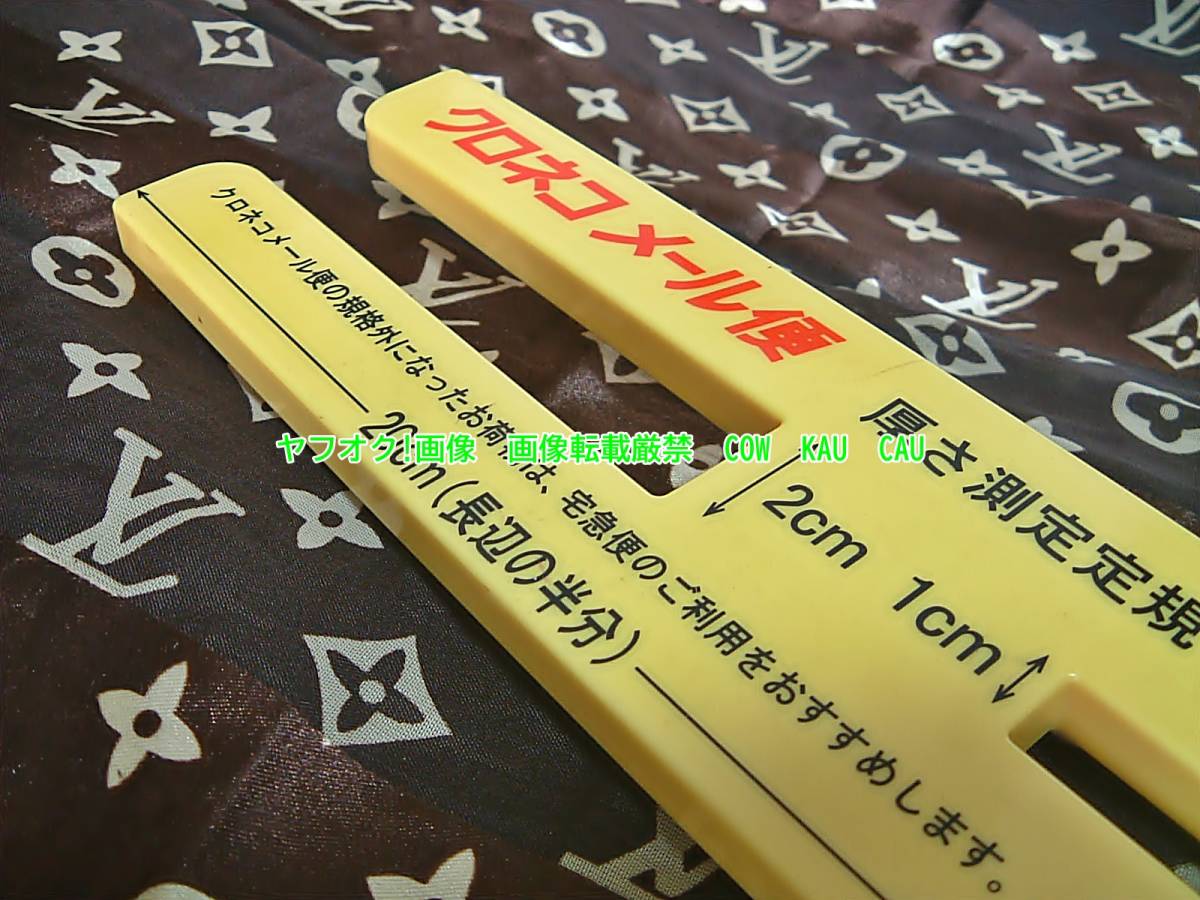 クロネコメール便
厚さ測定定規
2cm 1cm
クロネコメール便の規格外になったお荷物は、宅急便のご利用をおすすめします。
20cm(長辺の半分)
ヤフオク!画像 画像転載厳禁 COW KAU CAU